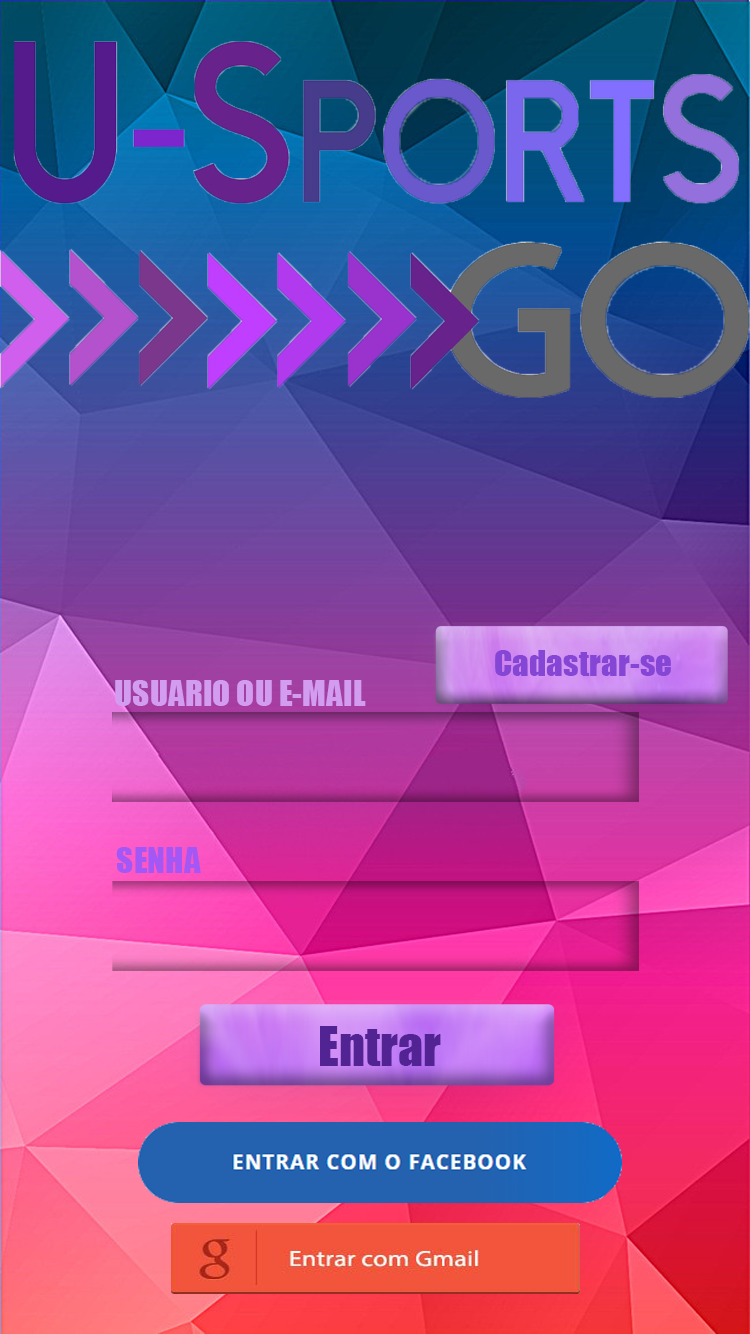 U-SPORTS
>>>>>>>GO
Cadastrar-se
USUARIO OU E-MAIL
SENHA
Entrar
ENTRAR COM O FACEBOOK
g Entrar com Gmail